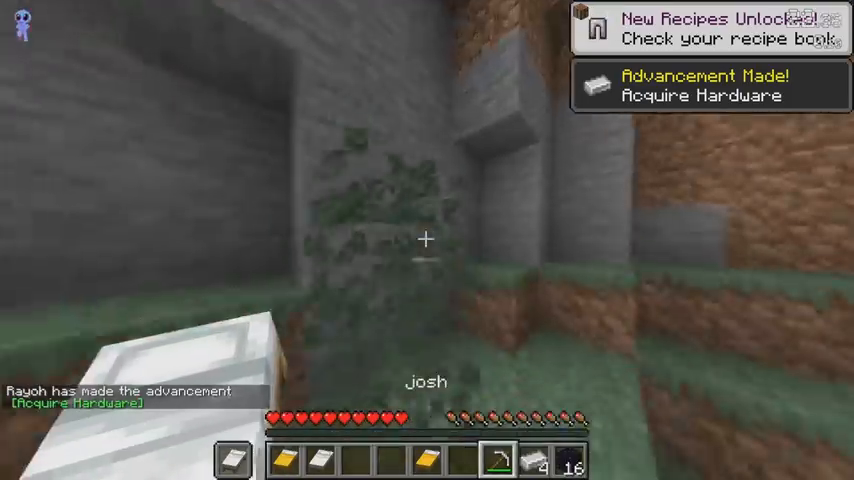 New Recipes Unlocked!
Check your recipe book
Advancement Made!
Acquire Hardware
josh
Rayoh has made the advancement
[Acquire Hardware]
4
16